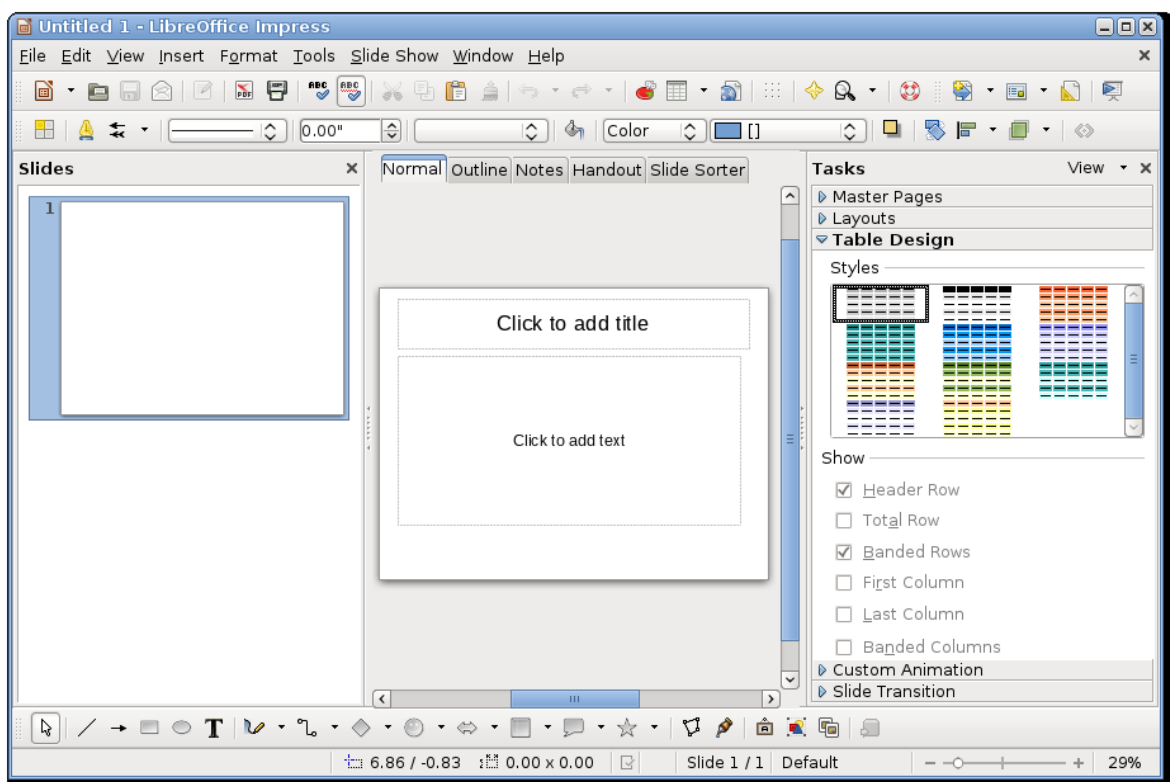 Untitled 1 - LibreOffice Impress
File Edit View Insert Format Tools Slide Show Window Help
PDF ABC ABC
0.00" Color []
Slides
1
Normal Outline Notes Handout Slide Sorter
Click to add title
Click to add text
Tasks View
Master Pages
Layouts
Table Design
Styles
Show
Header Row
Total Row
Banded Rows
First Column
Last Column
Banded Columns
Custom Animation
Slide Transition
T
6.86 / -0.83 0.00 x 0.00 Slide 1 / 1 Default 29%